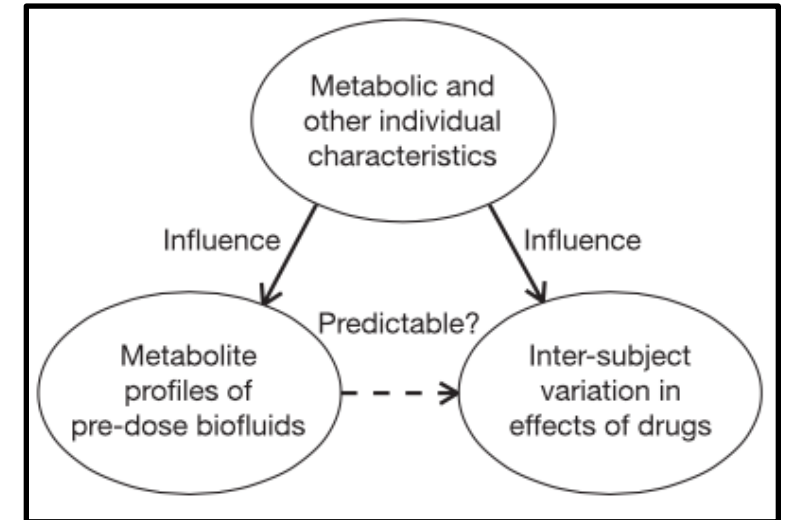 Metabolic and
other individual
characteristics
Influence
Influence
Predictable?
Metabolite
profiles of
pre-dose biofluids
Inter-subject
variation in
effects of drugs